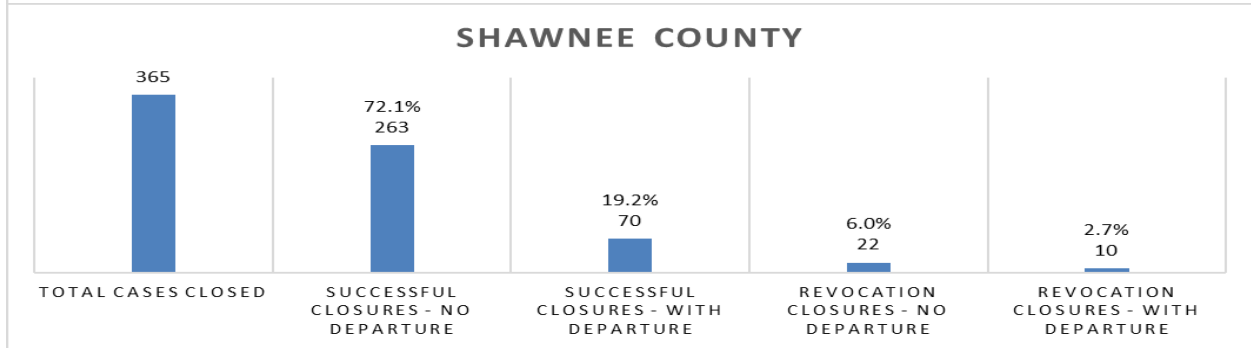 SHAWNEE COUNTY
365
72.1%
263
19.2%
70
6.0%
22
2.7%
10
TOTAL CASES CLOSED
SUCCESSFUL
CLOSURES - NO
DEPARTURE
SUCCESSFUL
CLOSURES - WITH
DEPARTURE
REVOCATION
CLOSURES - NO
DEPARTURE
REVOCATION
CLOSURES - WITH
DEPARTURE